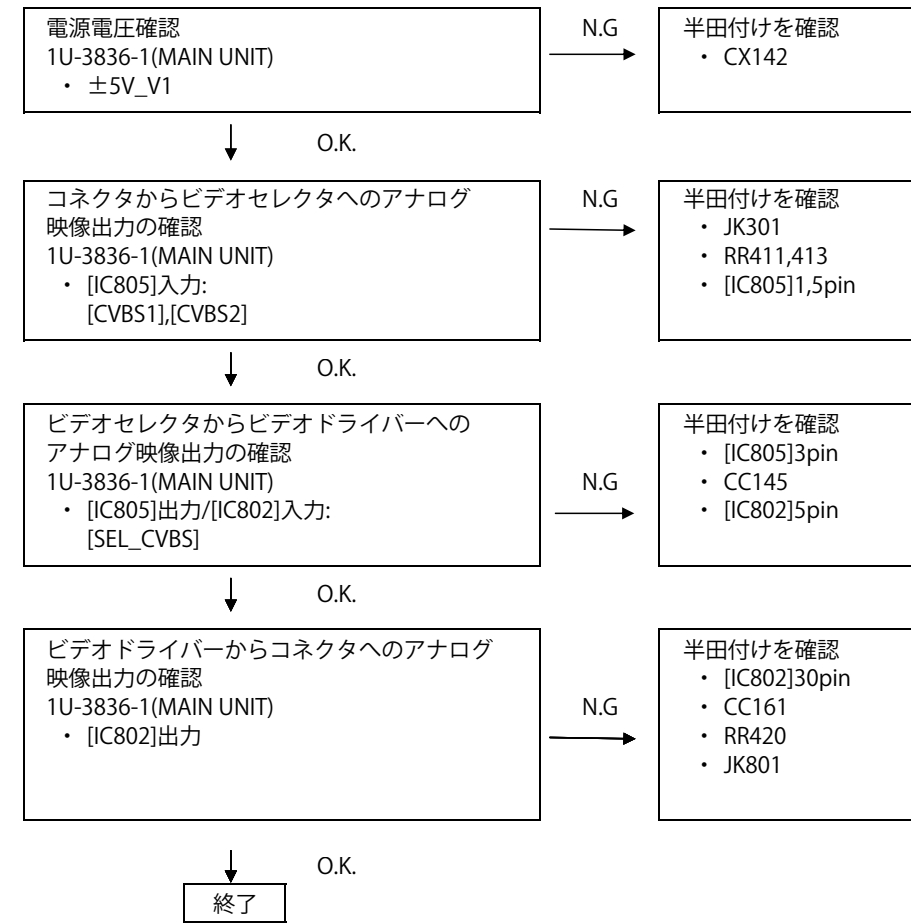 電源電圧確認
1U-3836-1(MAIN UNIT)
・ ±5V_V1
N.G
半田付けを確認
・ CX142
O.K.
コネクタからビデオセレクタへのアナログ
映像出力の確認
1U-3836-1(MAIN UNIT)
・ [IC805]入力:
[CVBS1],[CVBS2]
N.G
半田付けを確認
・ JK301
・ RR411,413
・ [IC805]1,5pin
O.K.
ビデオセレクタからビデオドライバーへの
アナログ映像出力の確認
1U-3836-1(MAIN UNIT)
・ [IC805]出力/[IC802]入力:
[SEL_CVBS]
N.G
半田付けを確認
・ [IC805]3pin
・ CC145
・ [IC802]5pin
O.K.
ビデオドライバーからコネクタへのアナログ
映像出力の確認
1U-3836-1(MAIN UNIT)
・ [IC802]出力
N.G
半田付けを確認
・ [IC802]30pin
・ CC161
・ RR420
・ JK801
O.K.
終了